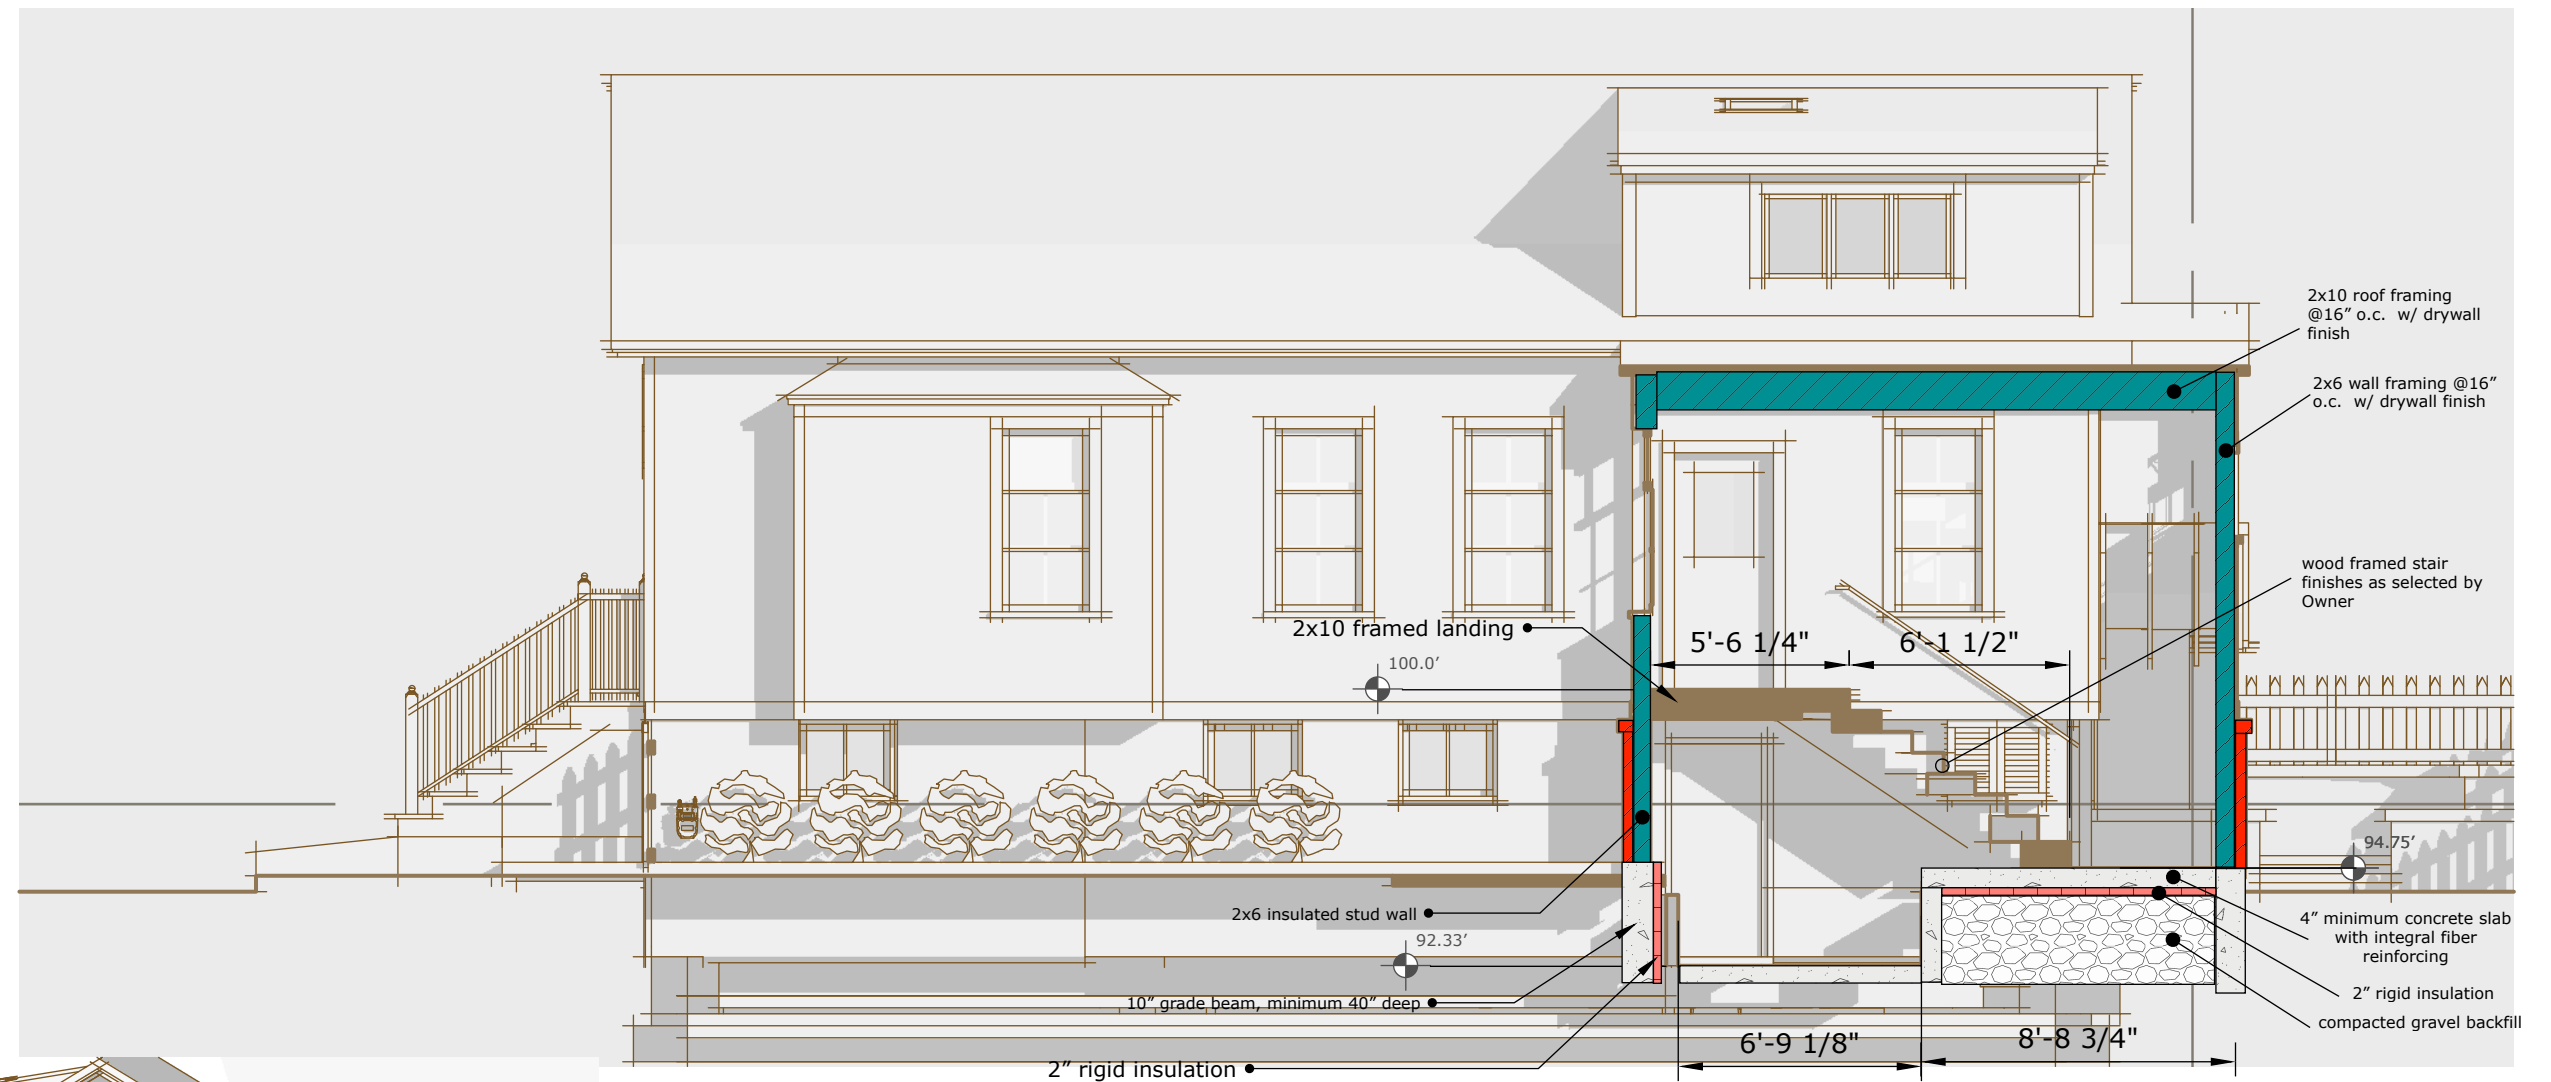 2x10 roof framing
@16” o.c. w/ drywall
finish
2x6 wall framing @16”
o.c. w/ drywall finish
wood framed stair
finishes as selected by
Owner
2x10 framed landing
5'-6 1/4"
6'-1 1/2"
100.0’
94.75’
2x6 insulated stud wall
92.33’
4” minimum concrete slab
with integral fiber
reinforcing
2” rigid insulation
10” grade beam, minimum 40” deep
compacted gravel backfill
6'-9 1/8"
8'-8 3/4"
2” rigid insulation